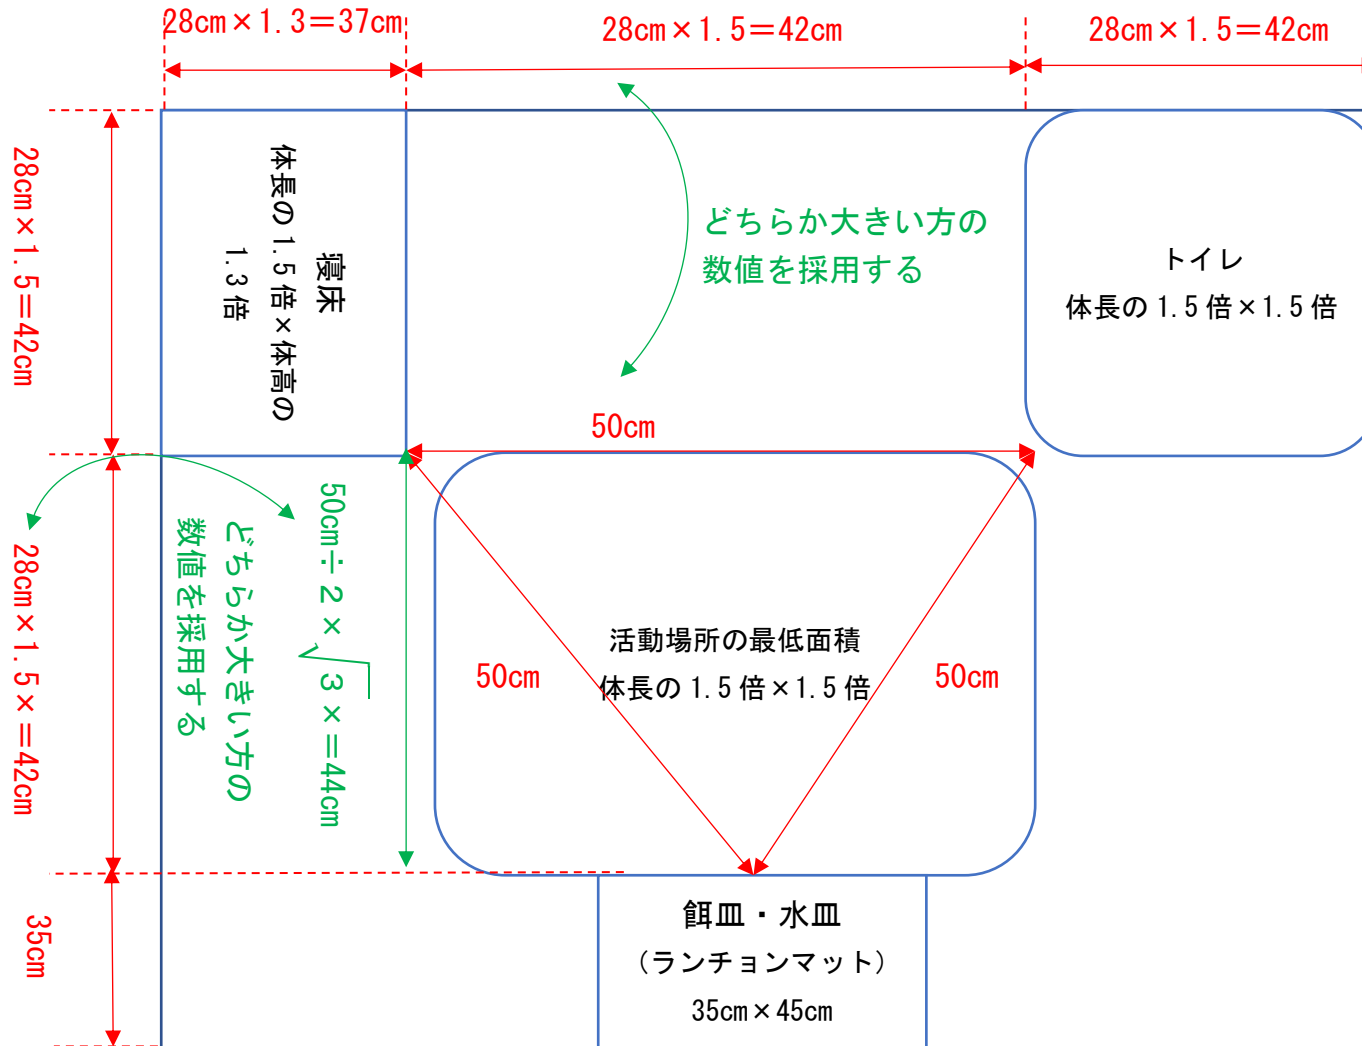 28cm×1.3＝37cm
28cm×1.5＝42cm
28cm×1.5＝42cm
28cm×1.5＝42cm
寝床
体長の1.5倍×体高の
1.3倍
どちらか大きい方の
数値を採用する
トイレ
体長の1.5倍×1.5倍
50cm
28cm×1.5×＝42cm
どちらか大きい方の
数値を採用する
50cm÷2×√3×＝44cm
50cm
活動場所の最低面積
体長の1.5倍×1.5倍
50cm
35cm
餌皿・水皿
（ランチョンマット）
35cm×45cm